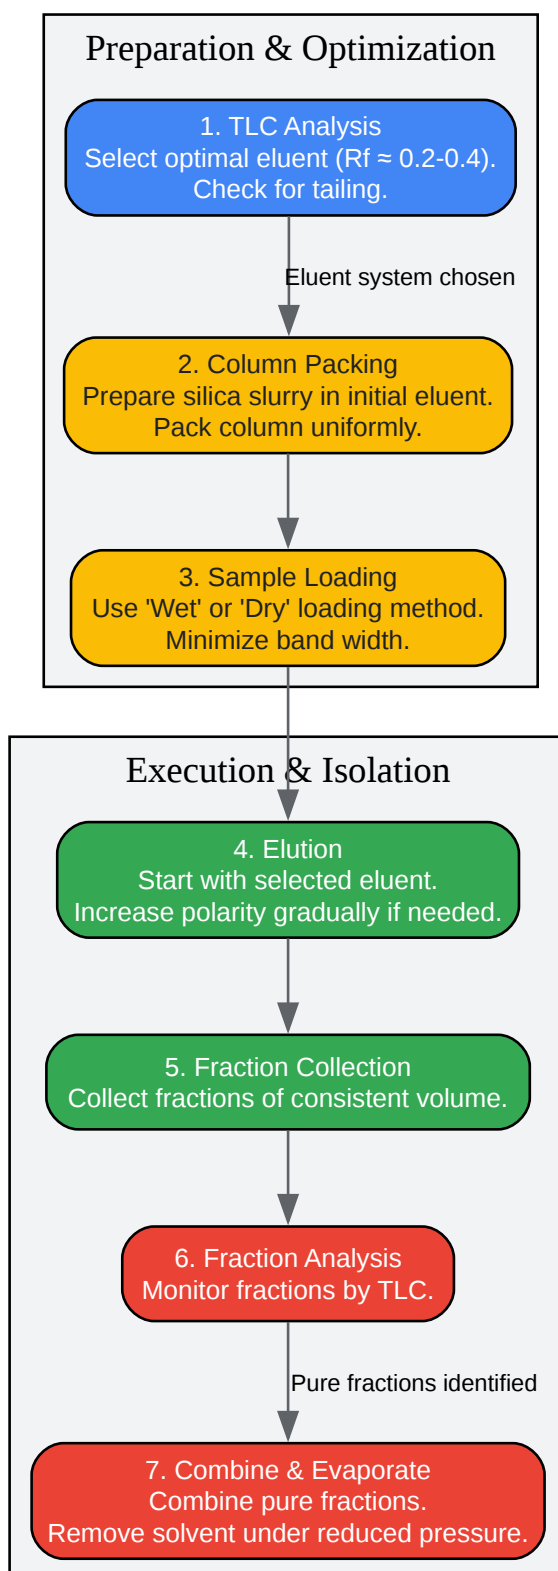 Preparation & Optimization
1. TLC Analysis
Select optimal eluent (Rf ≈ 0.2-0.4).
Check for tailing.
Eluent system chosen
2. Column Packing
Prepare silica slurry in initial eluent.
Pack column uniformly.
3. Sample Loading
Use 'Wet' or 'Dry' loading method.
Minimize band width.
Execution & Isolation
4. Elution
Start with selected eluent.
Increase polarity gradually if needed.
5. Fraction Collection
Collect fractions of consistent volume.
6. Fraction Analysis
Monitor fractions by TLC.
Pure fractions identified
7. Combine & Evaporate
Combine pure fractions.
Remove solvent under reduced pressure.